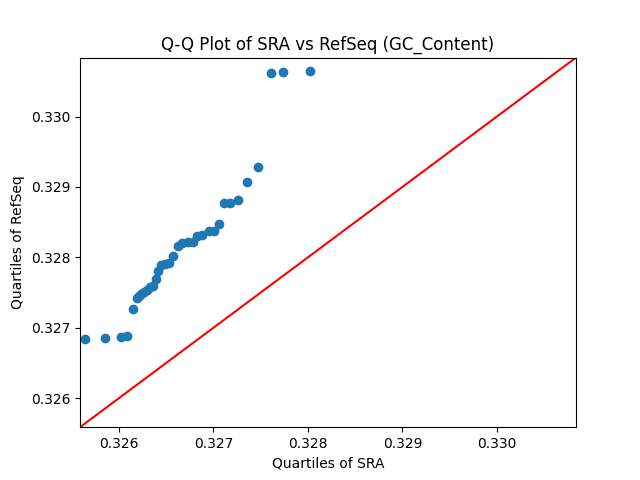 Q-Q Plot of SRA vs RefSeq (GC_Content)
0.330
0.329
0.328
0.327
0.326
Quartiles of RefSeq
0.326 0.327 0.328 0.329 0.330
Quartiles of SRA